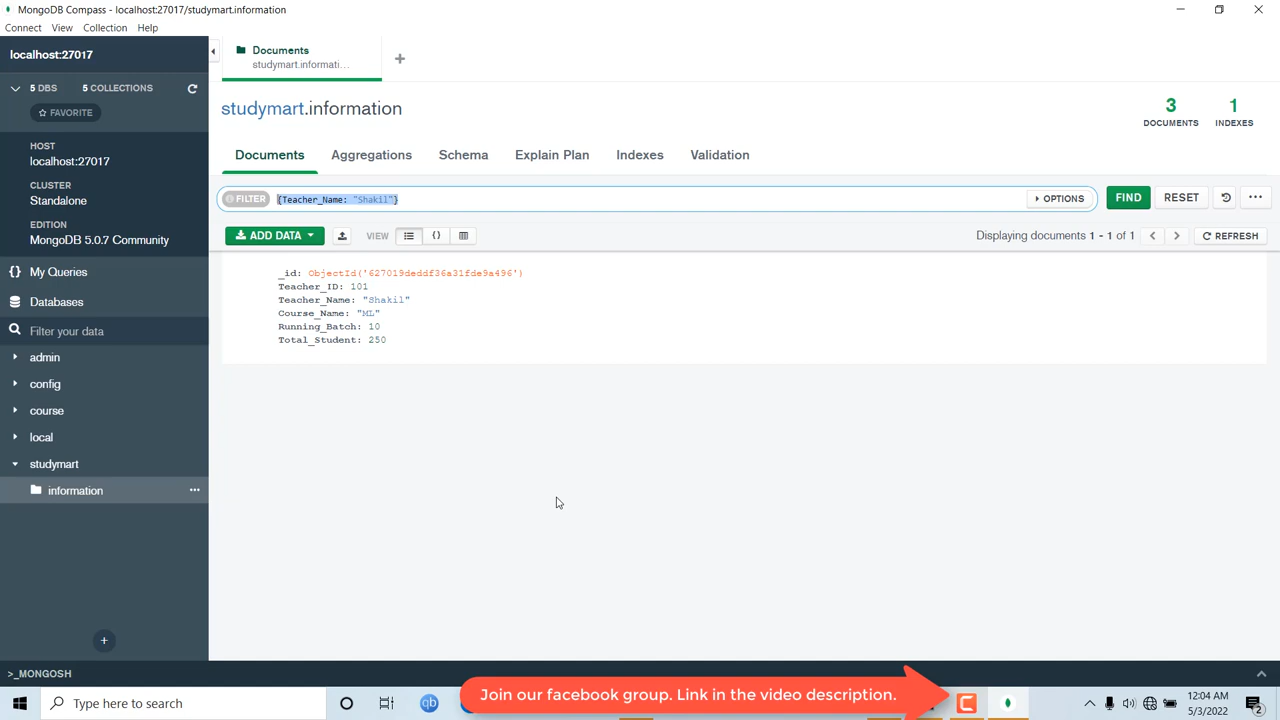 MongoDB Compass - localhost:27017/studymart.information
Connect View Collection Help
localhost:27017
Documents
studymart.informati...
5 DBS 5 COLLECTIONS
FAVORITE
studymart.information
3
DOCUMENTS
1
INDEXES
HOST
localhost:27017
CLUSTER
Standalone
EDITION
MongoDB 5.0.7 Community
Documents Aggregations Schema Explain Plan Indexes Validation
FILTER {Teacher_Name: "Shakil"} OPTIONS FIND RESET
ADD DATA VIEW {} Displaying documents 1 - 1 of 1 REFRESH
My Queries
Databases
Filter your data
admin
config
course
local
studymart
information
_id: ObjectId('627019deddf36a31fde9a496')
Teacher_ID: 101
Teacher_Name: "Shakil"
Course_Name: "ML"
Running_Batch: 10
Total_Student: 250
>_MONGOSH
Type here to search
qb
Join our facebook group. Link in the video description.
12:04 AM
5/3/2022
2